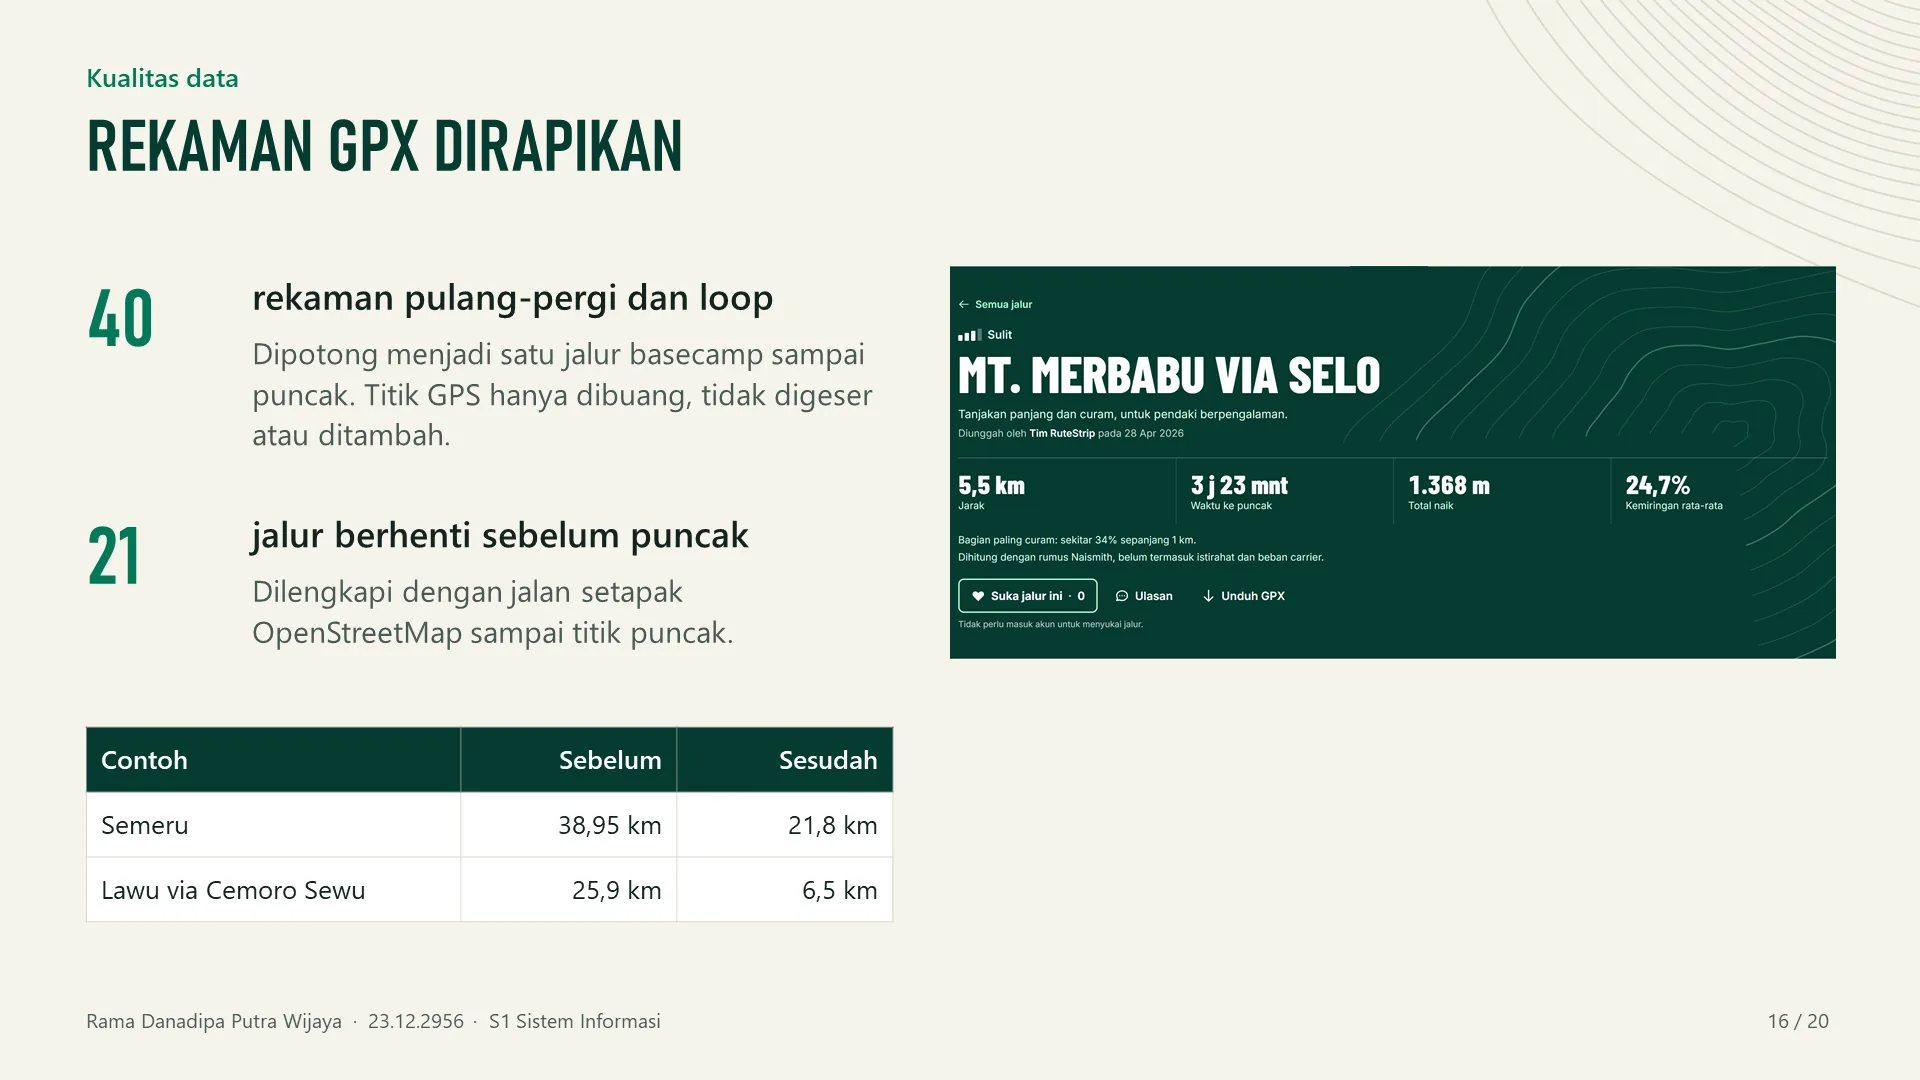 Kualitas data
REKAMAN GPX DIRAPIKAN
40
rekaman pulang-pergi dan loop
Dipotong menjadi satu jalur basecamp sampai
puncak. Titik GPS hanya dibuang, tidak digeser
atau ditambah.
21
jalur berhenti sebelum puncak
Dilengkapi dengan jalan setapak
OpenStreetMap sampai titik puncak.
Contoh Sebelum Sesudah
Semeru 38,95 km 21,8 km
Lawu via Cemoro Sewu 25,9 km 6,5 km
← Semua jalur
Sulit
MT. MERBABU VIA SELO
Tanjakan panjang dan curam, untuk pendaki berpengalaman.
Diunggah oleh Tim RuteStrip pada 28 Apr 2026
5,5 km 3 j 23 mnt 1.368 m 24,7%
Jarak Waktu ke puncak Total naik Kemiringan rata-rata
Bagian paling curam: sekitar 34% sepanjang 1 km.
Dihitung dengan rumus Naismith, belum termasuk istirahat dan beban carrier.
Suka jalur ini · 0 Ulasan ↓ Unduh GPX
Tidak perlu masuk akun untuk menyukai jalur.
Rama Danadipa Putra Wijaya · 23.12.2956 · S1 Sistem Informasi
16 / 20